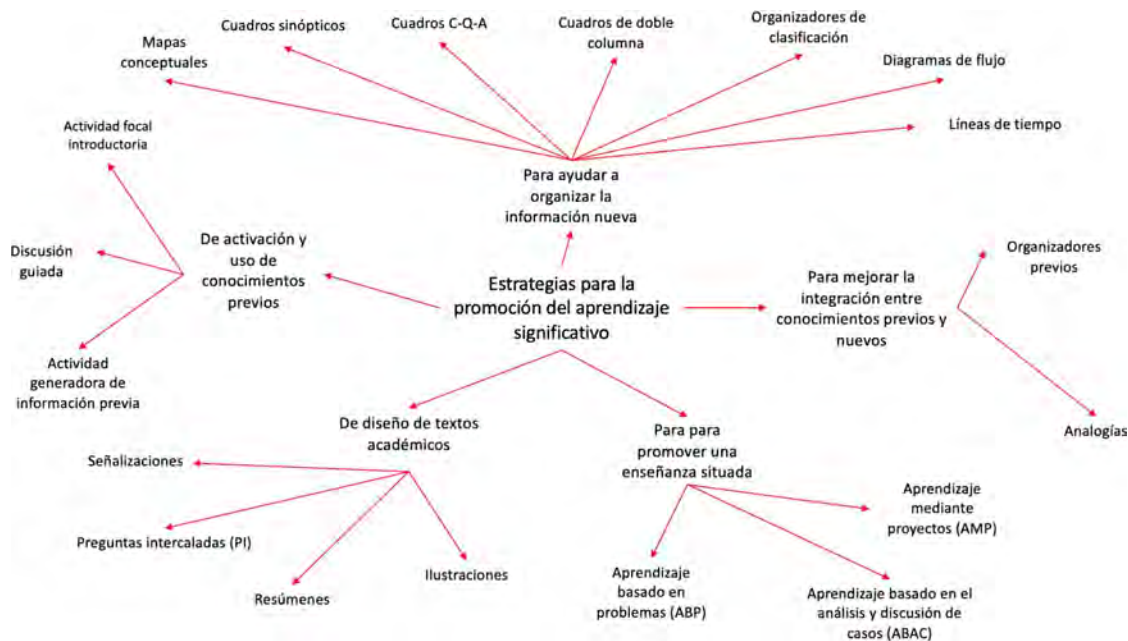 Mapas
conceptuales
Cuadros sinópticos
Cuadros C-Q-A
Cuadros de doble
columna
Organizadores de
clasificación
Diagramas de flujo
Líneas de tiempo
Para ayudar a
organizar la
información nueva
Actividad focal
introductoria
Discusión
guiada
Actividad
generadora de
información previa
De activación y
uso de
conocimientos
previos
Estrategias para la
promoción del aprendizaje
significativo
Para mejorar la
integración entre
conocimientos previos y
nuevos
Organizadores
previos
Analogías
De diseño de textos
académicos
Señalizaciones
Preguntas intercaladas (PI)
Resúmenes
Ilustraciones
Para para
promover una
enseñanza situada
Aprendizaje
basado en
problemas (ABP)
Aprendizaje
mediante
proyectos (AMP)
Aprendizaje basado en el
análisis y discusión de
casos (ABAC)